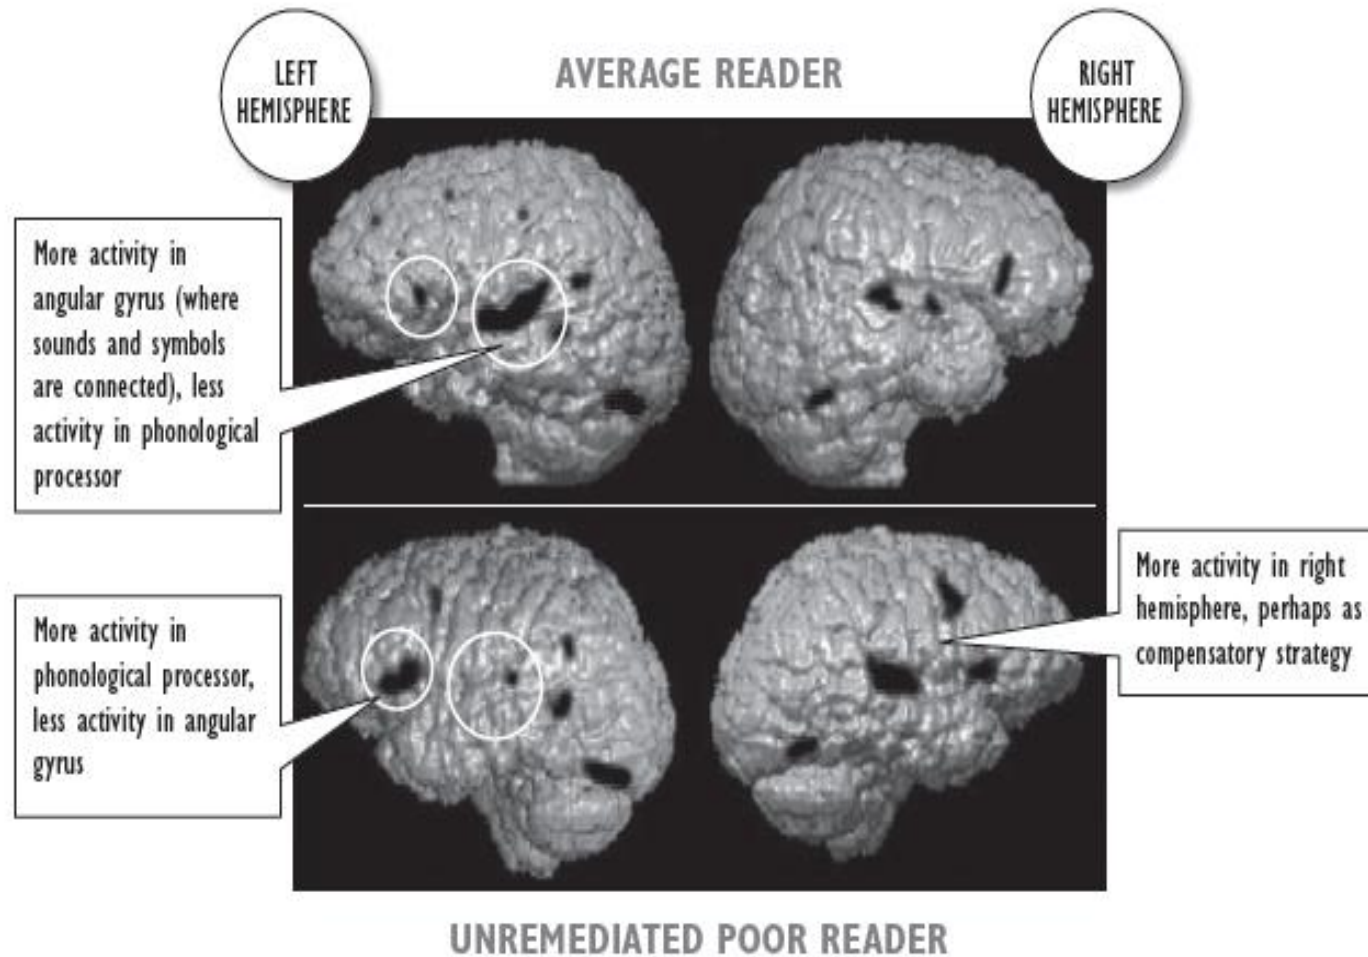 LEFT
HEMISPHERE
AVERAGE READER
RIGHT
HEMISPHERE
More activity in
angular gyrus (where
sounds and symbols
are connected), less
activity in phonological
processor
More activity in
phonological processor,
less activity in angular
gyrus
More activity in right
hemisphere, perhaps as
compensatory strategy
UNREMEDIATED POOR READER